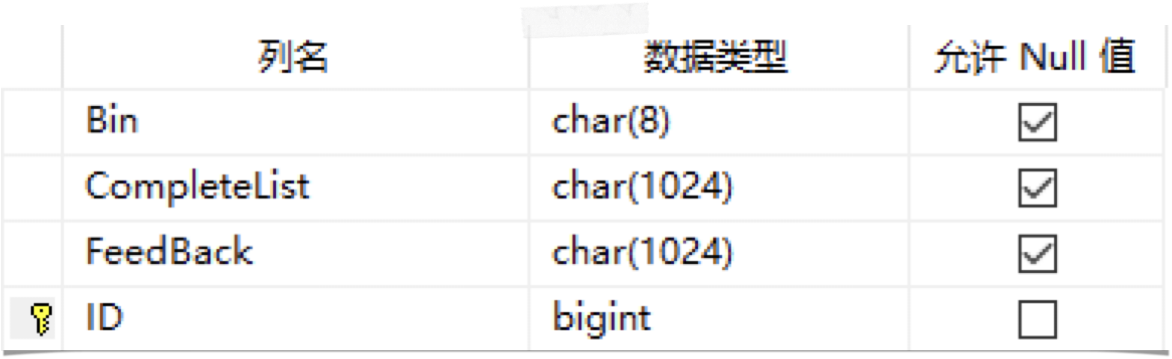 列名 数据类型 允许 Null 值
Bin char(8)
CompleteList char(1024)
FeedBack char(1024)
ID bigint